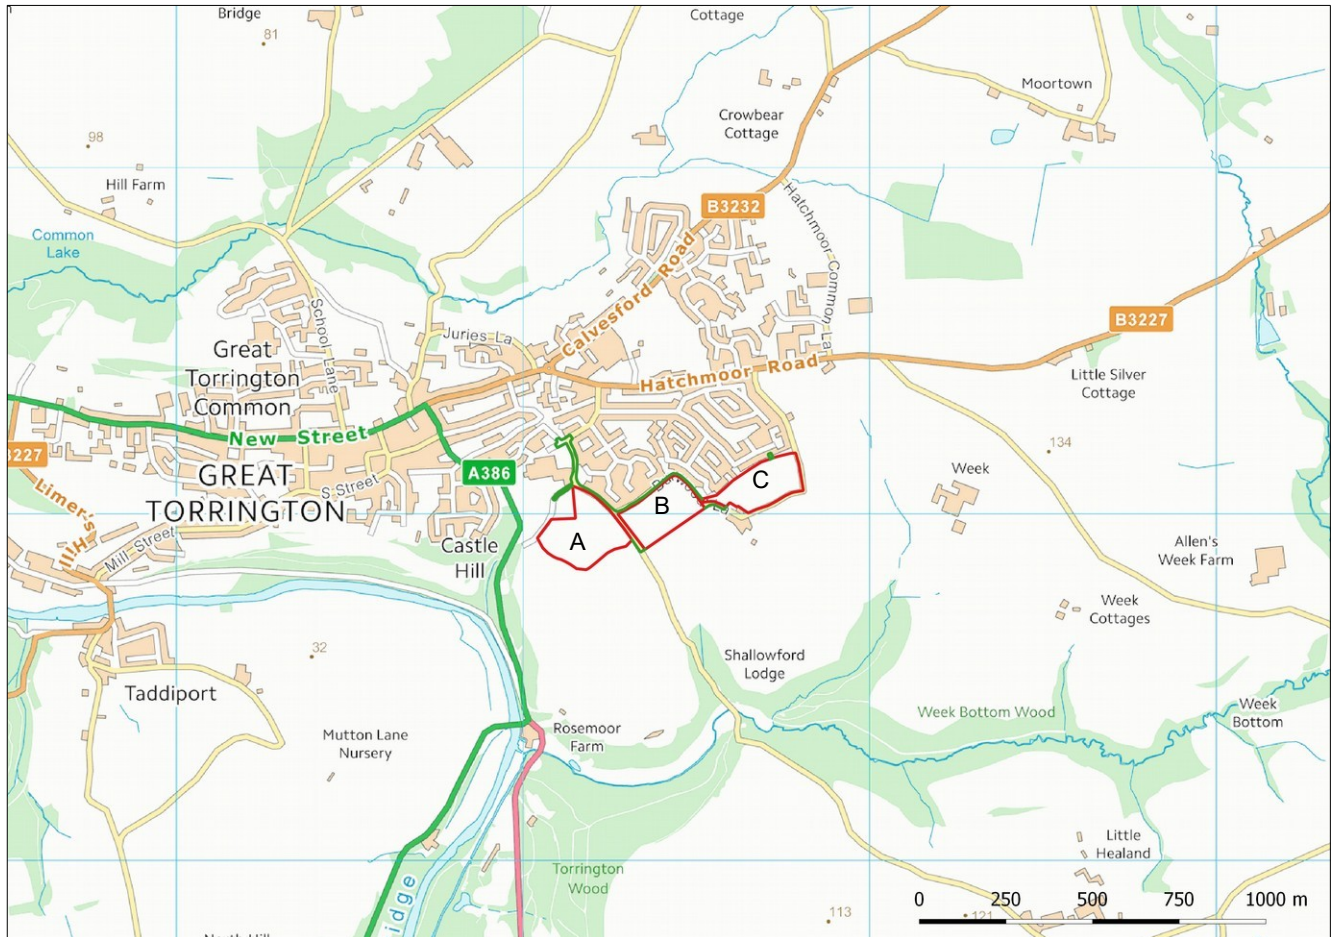 Bridge
Cottage
81
Moortown
Crowbear
Cottage
98
Hill Farm
B3232
Hatchmoor Common Lane
Common
Lake
School Lane
Calvesford Road
B3227
Juries La
Great
Torrington
Common
Hatchmoor Road
Little Silver
Cottage
New Street
134
3227
A386
GREAT
TORRINGTON
S Street
Week
C
B
Limer's
Hill
Mill Street
A
Castle
Hill
Allen's
Week Farm
Week
Cottages
32
Shallowford
Lodge
Taddiport
Week Bottom Wood
Week
Bottom
Mutton Lane
Nursery
Rosemoor
Farm
Little
Healand
Torrington
Wood
113
121
0 250 500 750 1000 m
idge